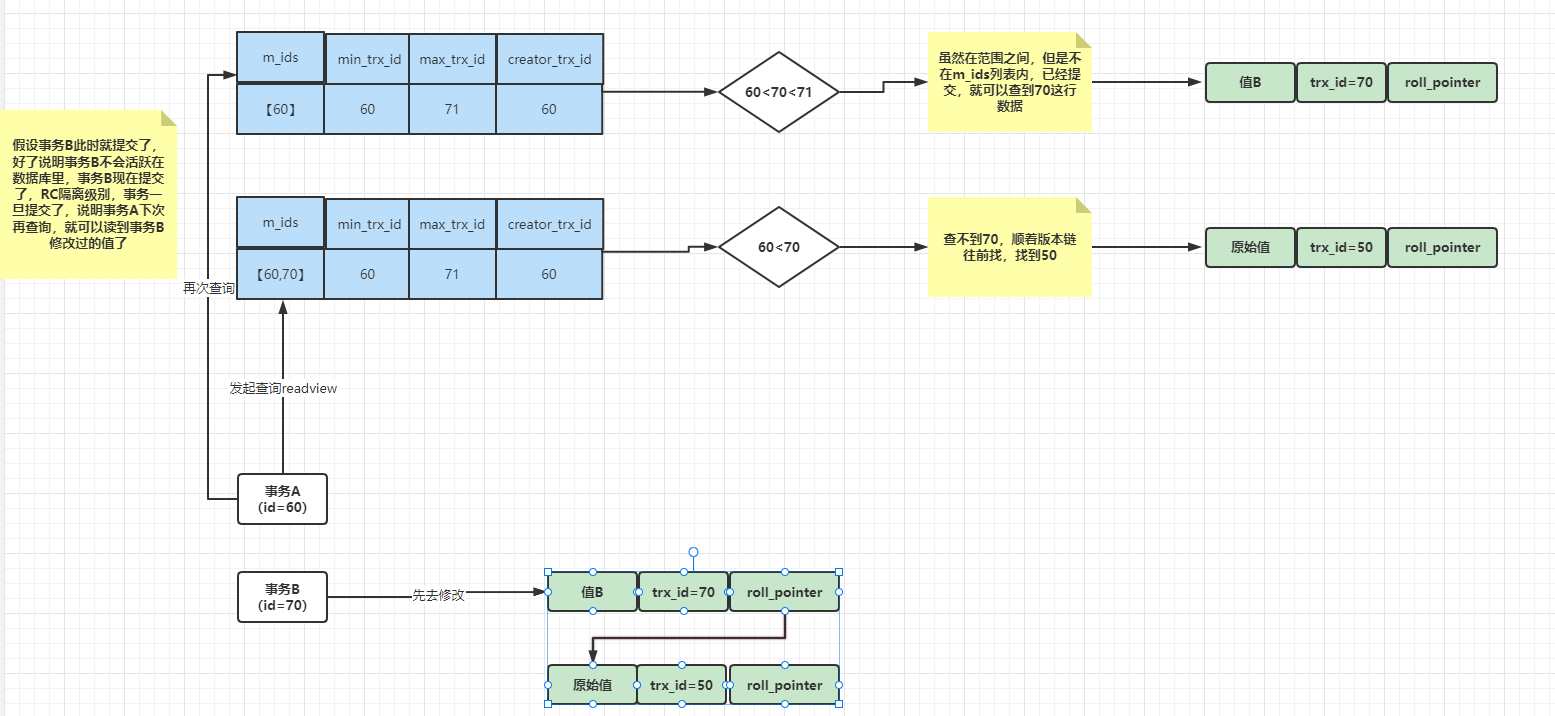 m_ids
min_trx_id
max_trx_id
creator_trx_id
【60】
60
71
60
60<70<71
虽然在范围之间，但是不
在m_ids列表内，已经提
交，就可以查到70这行
数据
值B
trx_id=70
roll_pointer
假设事务B此时就提交了，
好了说明事务B不会活跃在
数据库里，事务B现在提交
了，RC隔离级别，事务一
旦提交了，说明事务A下次
再查询，就可以读到事务B
修改过的值了
再次查询
m_ids
min_trx_id
max_trx_id
creator_trx_id
【60,70】
60
71
60
60<70
查不到70，顺着版本链
往前找，找到50
原始值
trx_id=50
roll_pointer
发起查询readview
事务A
(id=60)
事务B
(id=70)
先去修改
值B
trx_id=70
roll_pointer
原始值
trx_id=50
roll_pointer